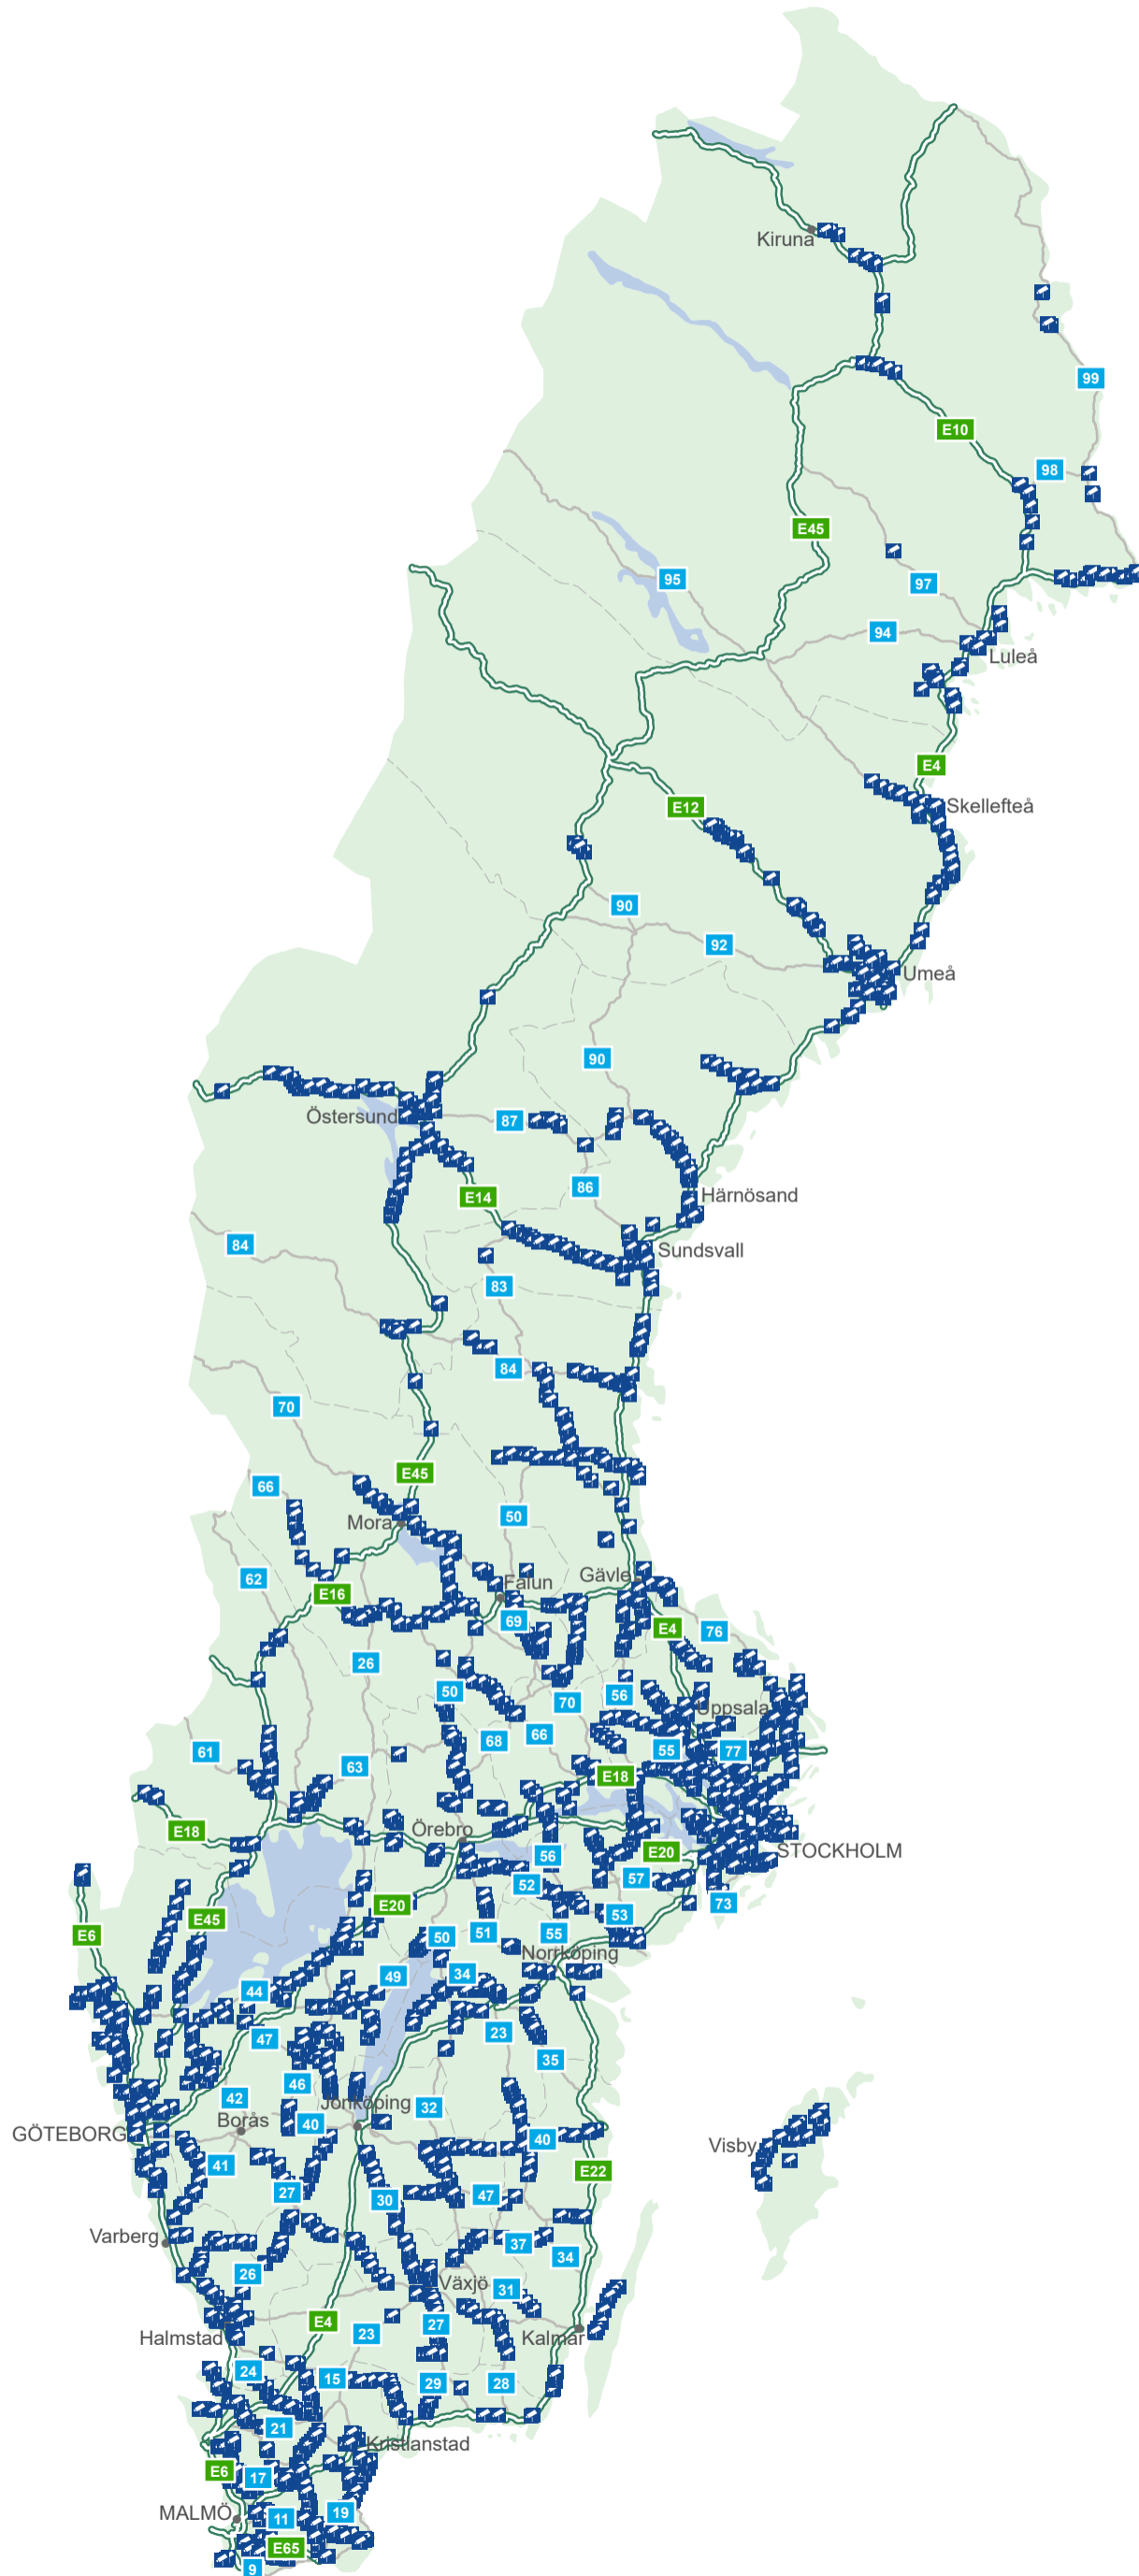 Kiruna
99
E10
98
E45
95
97
94
Luleå
E4
E12
Skellefteå
90
92
Umeå
90
Östersund
87
86
E14
Härnösand
84
Sundsvall
83
84
70
E45
66
50
Mora
62
Falun
Gävle
E16
69
E4
76
26
50
56
70
Uppsala
66
68
61
55
77
63
E18
E18
Örebro
STOCKHOLM
E20
56
57
52
E20
73
E45
53
E6
51
55
50
Norrköping
34
49
44
23
47
35
46
42
32
Jönköping
Borås
40
GÖTEBORG
40
Visby
41
E22
27
47
30
Varberg
37
34
26
Växjö
31
E4
27
23
Kalmar
Halmstad
24
15
29
28
21
Kristianstad
E6
17
MALMÖ
19
11
E65
9